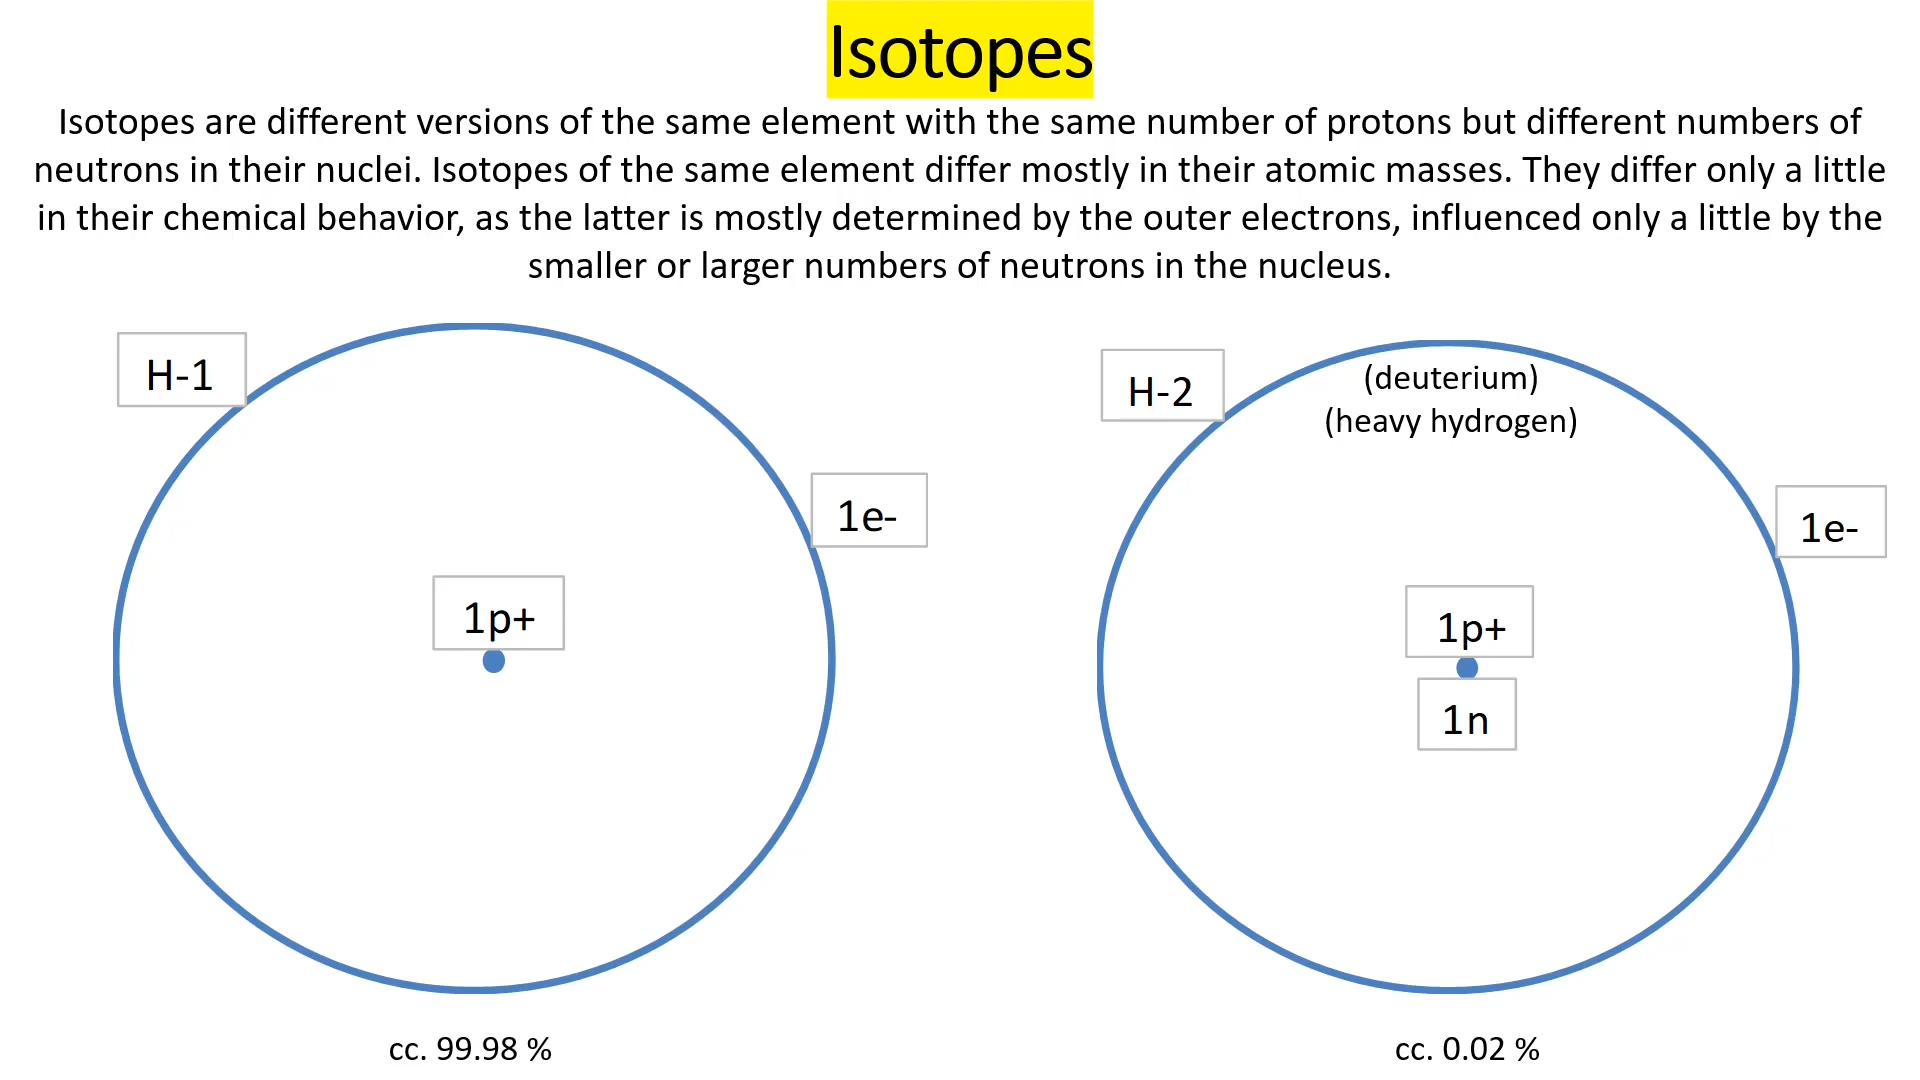 Isotopes
Isotopes are different versions of the same element with the same number of protons but different numbers of
neutrons in their nuclei. Isotopes of the same element differ mostly in their atomic masses. They differ only a little
in their chemical behavior, as the latter is mostly determined by the outer electrons, influenced only a little by the
smaller or larger numbers of neutrons in the nucleus.
H-1
1e-
1p+
cc. 99.98 %
H-2
(deuterium)
(heavy hydrogen)
1e-
1p+
1n
cc. 0.02 %